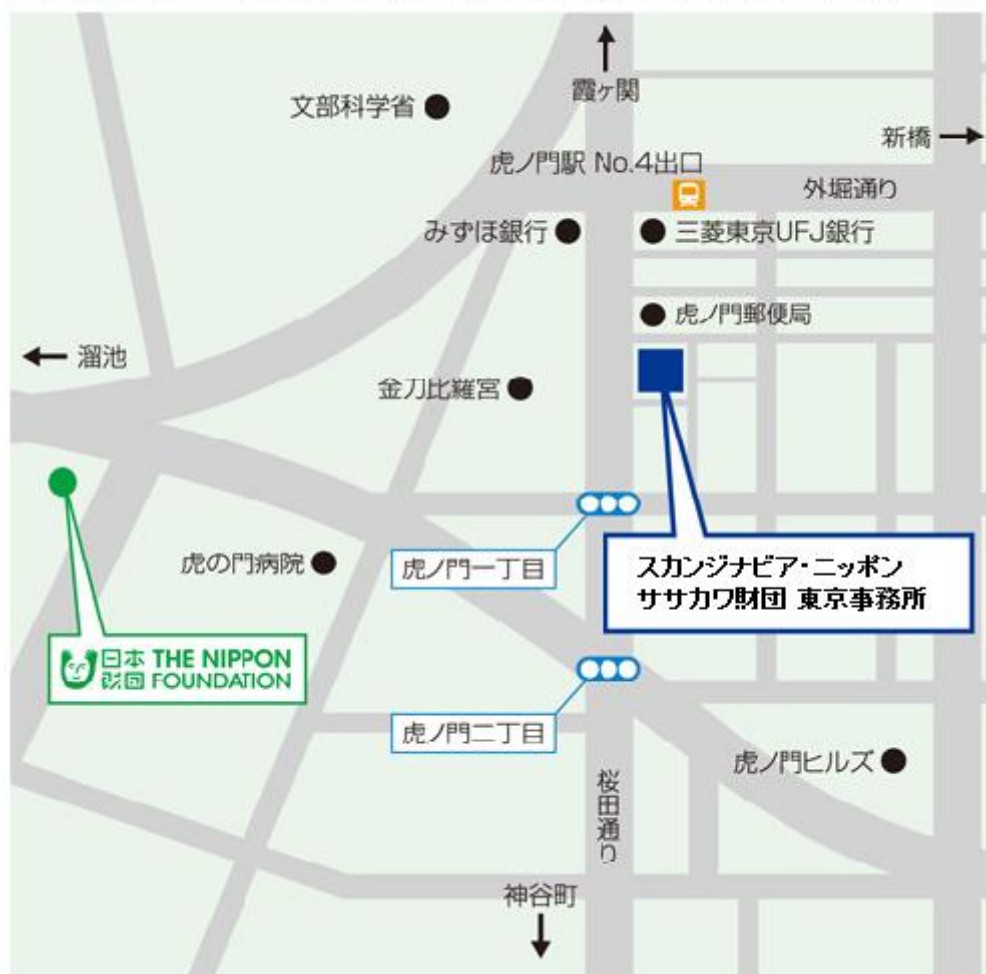 霞ヶ関
文部科学省
新橋
虎ノ門駅 No.4出口
外堀通り
みずほ銀行
三菱東京UFJ銀行
虎ノ門郵便局
溜池
金刀比羅宮
虎の門病院
虎ノ門一丁目
スカンジナビア・ニッポン
ササカワ財団 東京事務所
日本 THE NIPPON
財団 FOUNDATION
虎ノ門二丁目
虎ノ門ヒルズ
桜田通り
神谷町